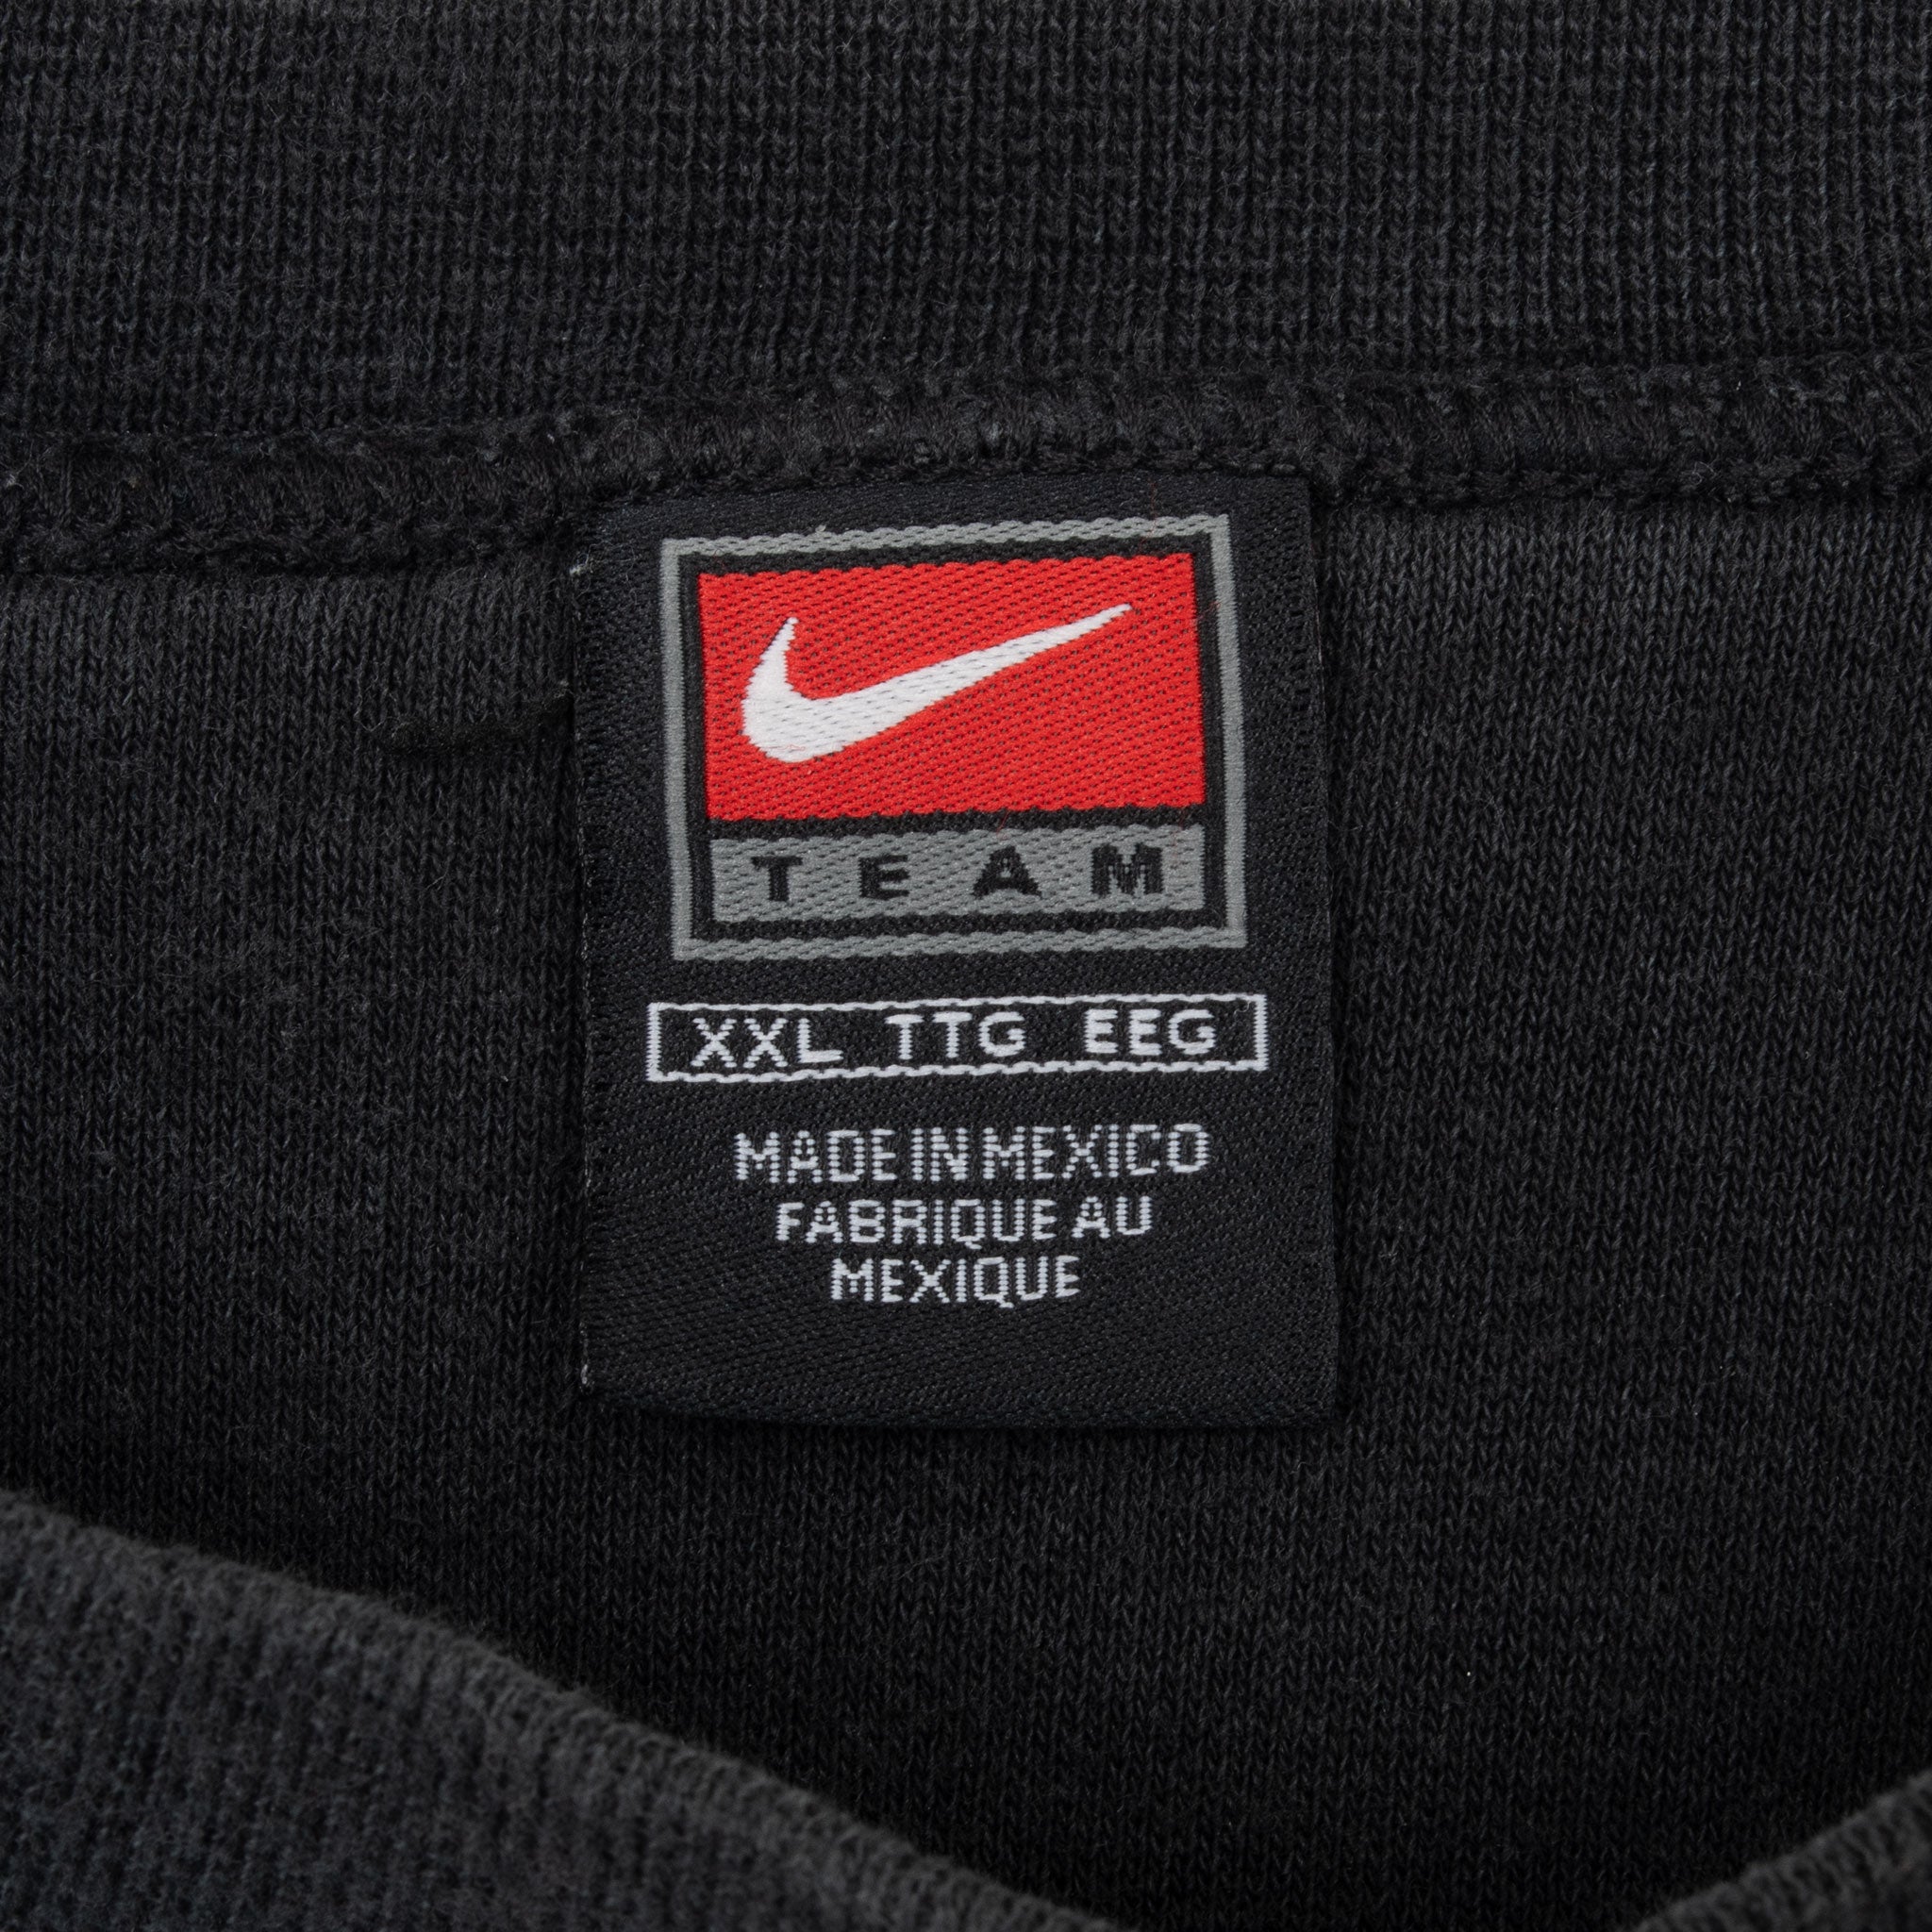 TEAM
XXL TTG EEG
MADE IN MEXICO
FABRIQUE AU
MEXIQUE